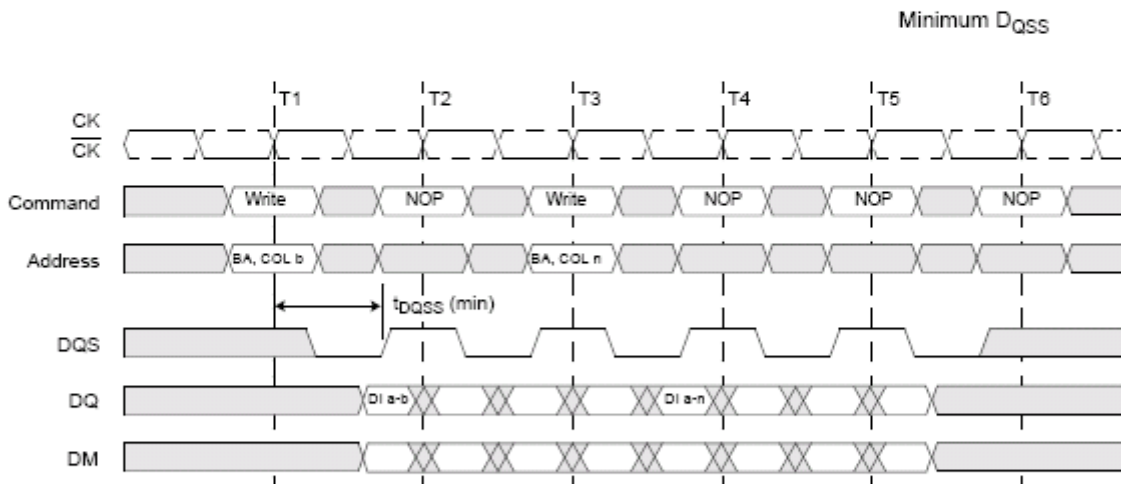 Minimum DQSS
T1 T2 T3 T4 T5 T6
CK
CK
Command Write NOP Write NOP NOP NOP
Address BA, COL b BA, COL n
tDQSS (min)
DQS
DQ DI a-b DI a-n
DM